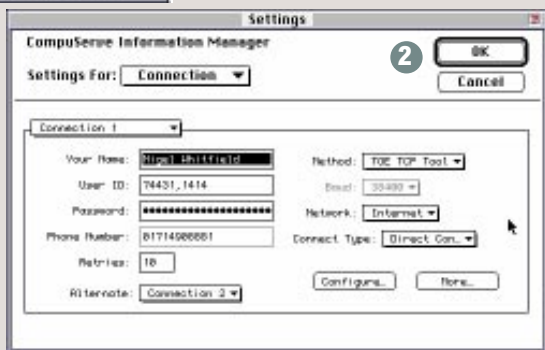 Settings
CompuServe Information Manager
2
OK
Settings For: Connection
Cancel
Connection 1
Your Name: Nigel Whitfield
Method: TGE TCP Tool
User ID: 74431,1414
Baud: 38400
Password: ••••••••••••••••••••
Network: Internet
Phone Number:
Connect Type: Direct Con…
Retries: 10
Configure…
More…
Alternate: Connection 2